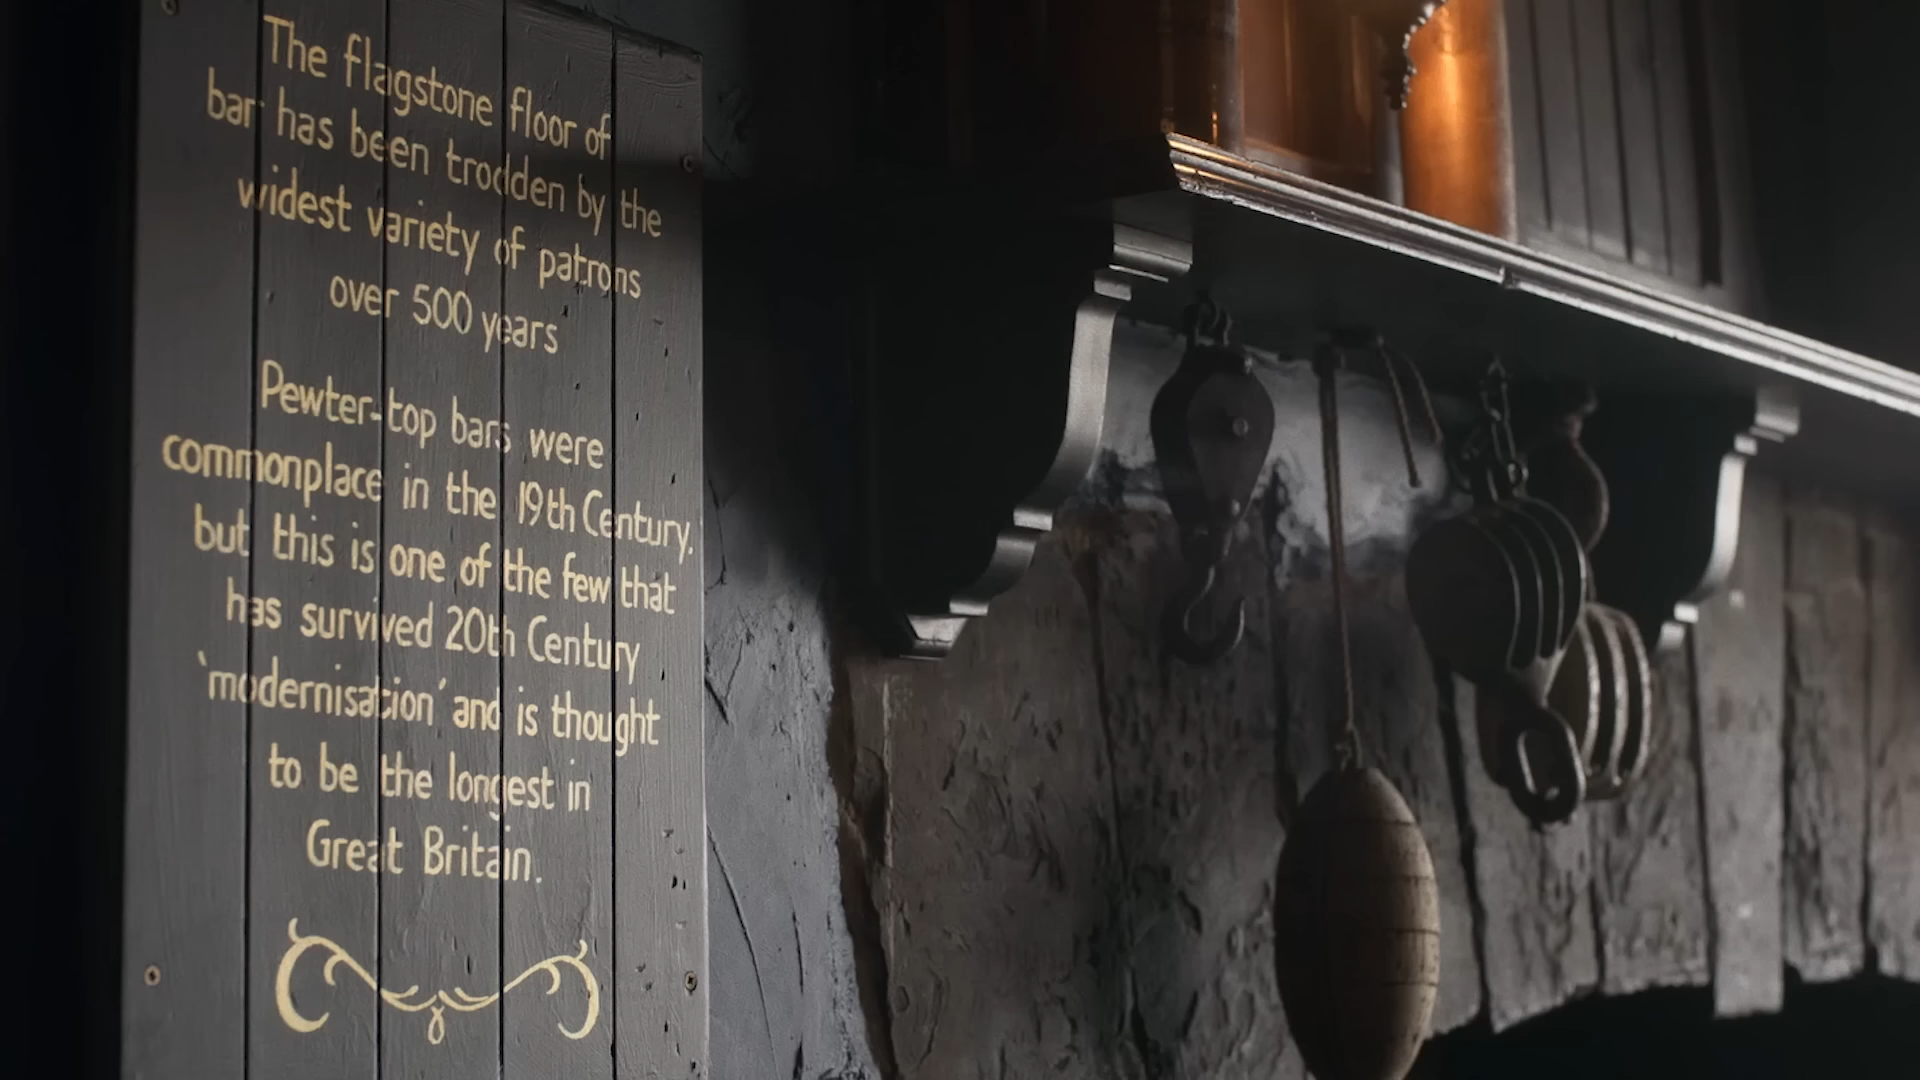 The flagstone floor of
bar has been trodden by the
widest variety of patrons
over 500 years
Pewter-top bars were
commonplace in the 19th Century.
but this is one of the few that
has survived 20th Century
'modernisation' and is thought
to be the longest in
Great Britain.